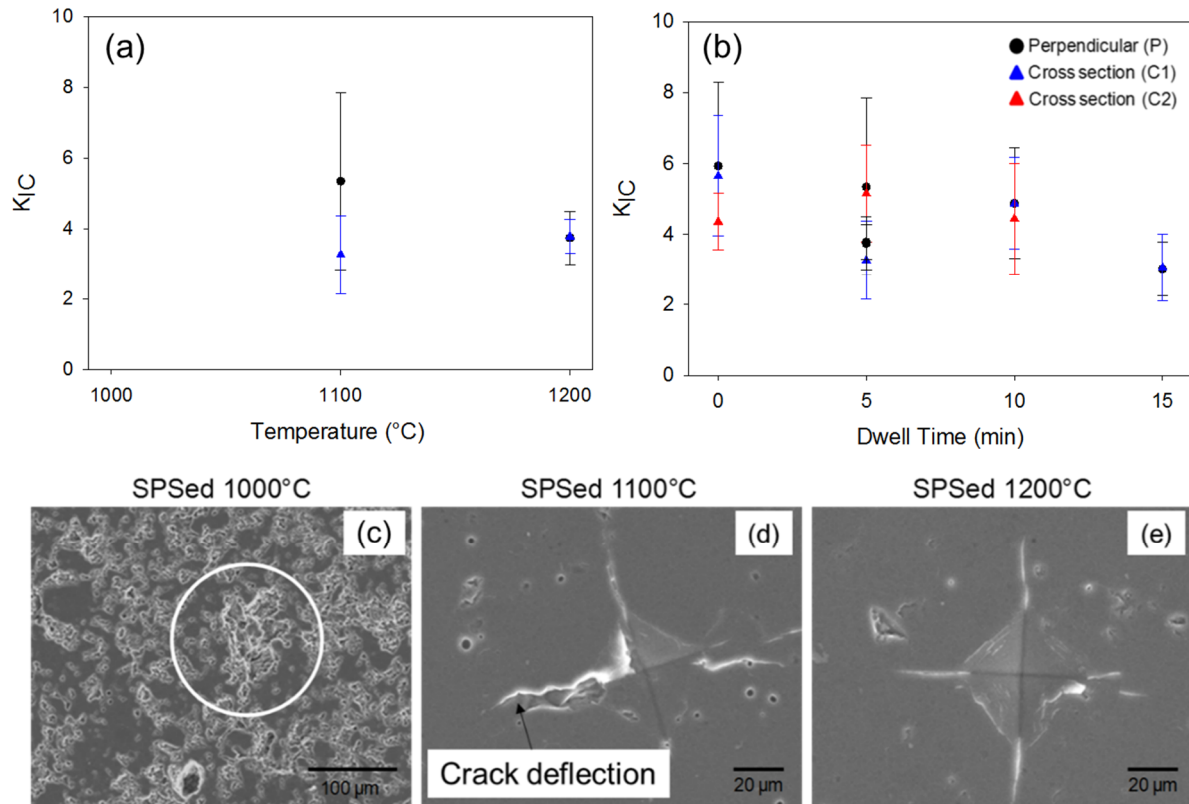 (a)
10
8
6
4
2
0
KIC
1000
1100
1200
Temperature (°C)
(b)
10
8
6
4
2
0
KIC
Perpendicular (P)
Cross section (C1)
Cross section (C2)
0
5
10
15
Dwell Time (min)
SPSed 1000°C
(c)
100 µm
SPSed 1100°C
(d)
Crack deflection
20 µm
SPSed 1200°C
(e)
20 µm